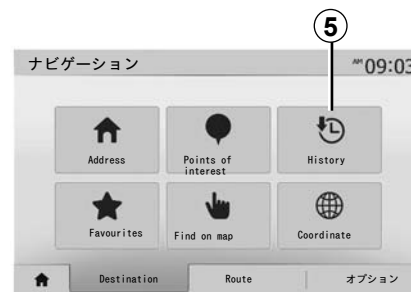 5
ナビゲーション
AM 09:03
Address
Points of
interest
History
Favourites
Find on map
Coordinate
Destination
Route
オプション